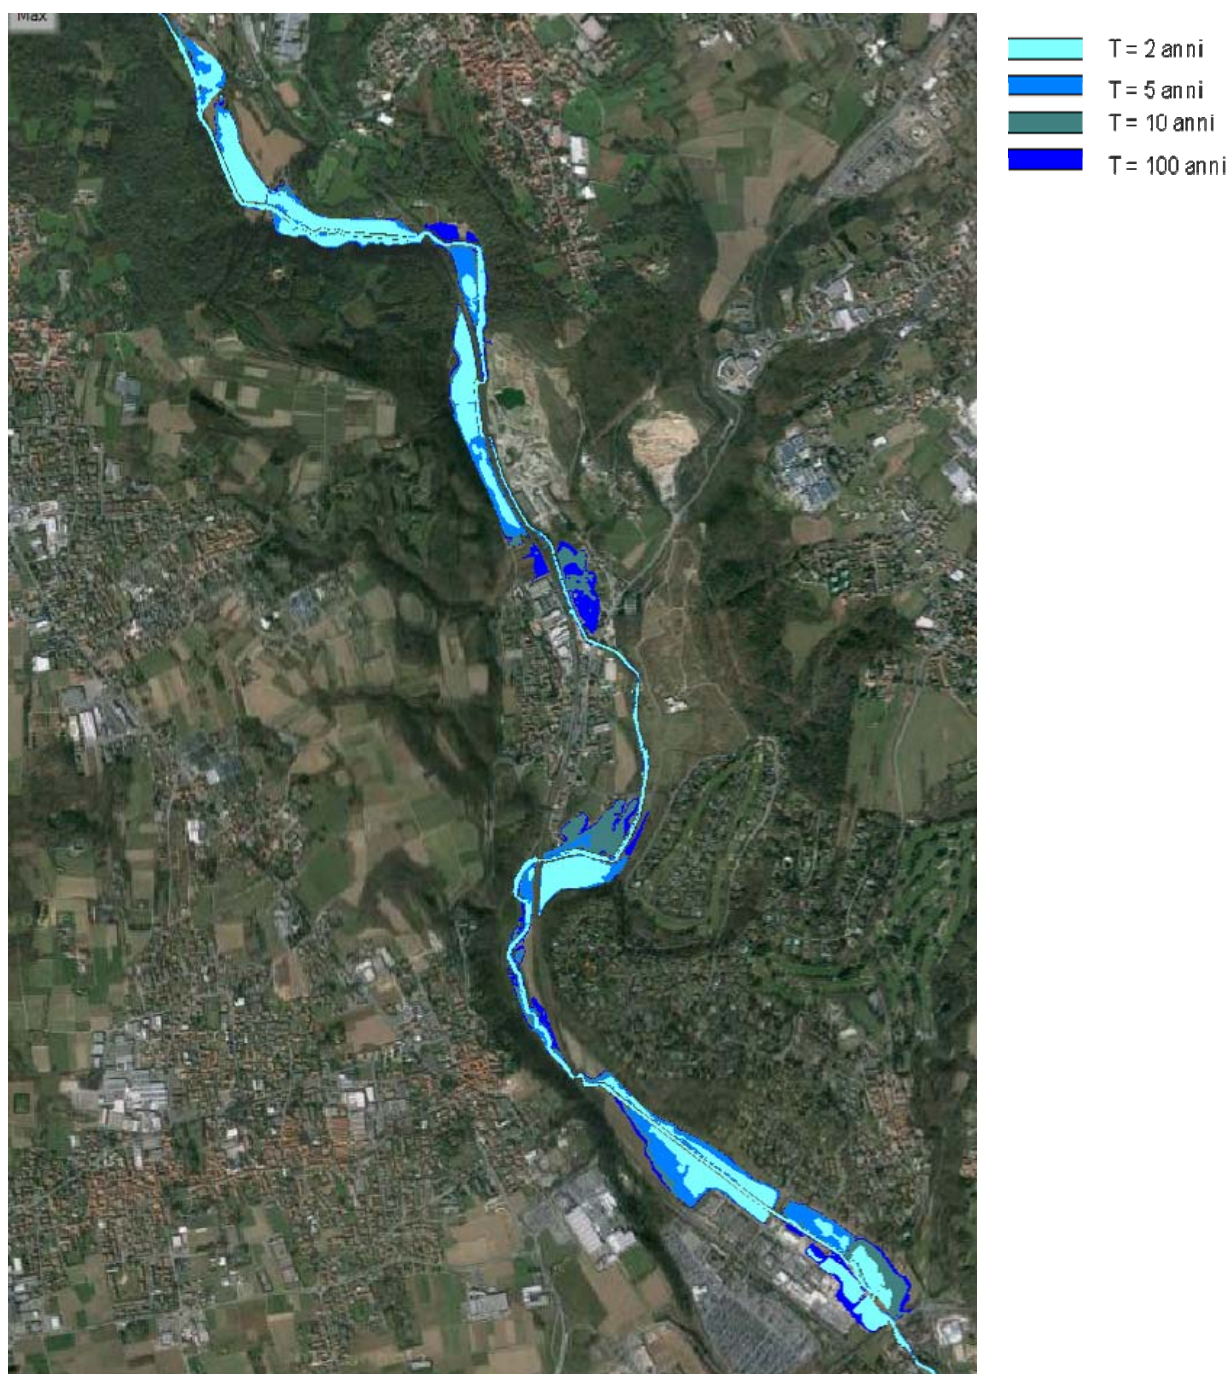 Max
T = 2 anni
T = 5 anni
T = 10 anni
T = 100 anni